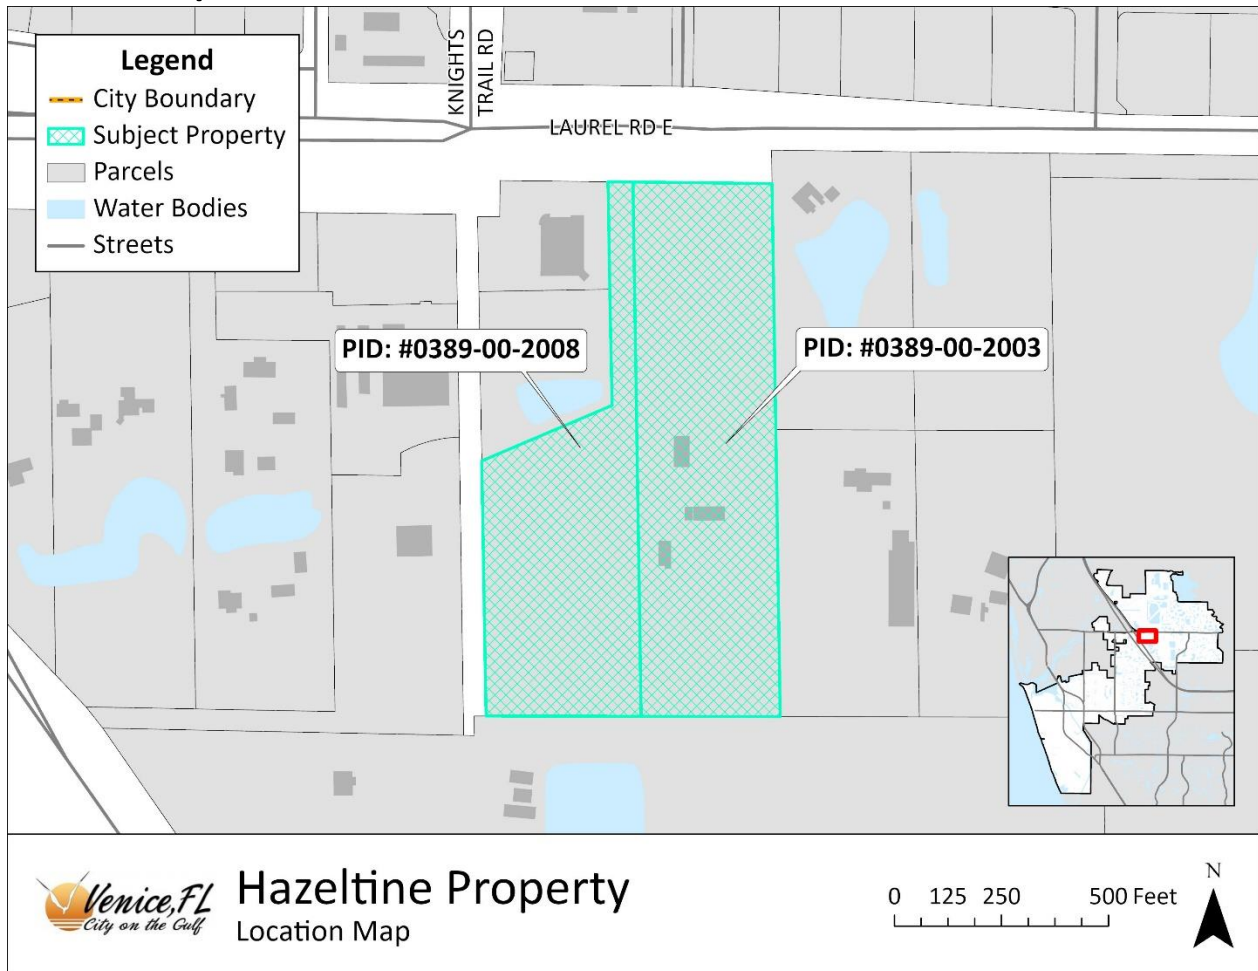 Legend
City Boundary
Subject Property
Parcels
Water Bodies
Streets
KNIGHTS
TRAIL RD
LAUREL RD E
PID: #0389-00-2008
PID: #0389-00-2003
Venice, FL
City on the Gulf
Hazeltine Property
Location Map
0 125 250 500 Feet
N